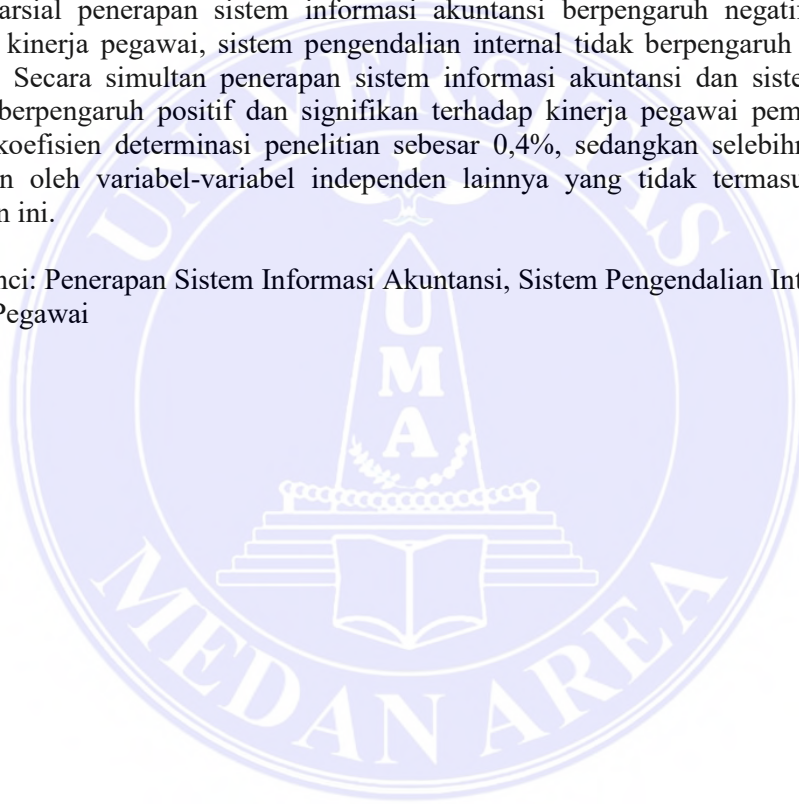 arsial penerapan sistem informasi akuntansi berpengaruh negatif
kinerja pegawai, sistem pengendalian internal tidak berpengaruh
Secara simultan penerapan sistem informasi akuntansi dan siste
berpengaruh positif dan signifikan terhadap kinerja pegawai pem
koefisien determinasi penelitian sebesar 0,4%, sedangkan selebihn
n oleh variabel-variabel independen lainnya yang tidak termasu
n ini.
nci: Penerapan Sistem Informasi Akuntansi, Sistem Pengendalian Int
Pegawai
UNIVERSITAS
U
M
A
MEDAN AREA